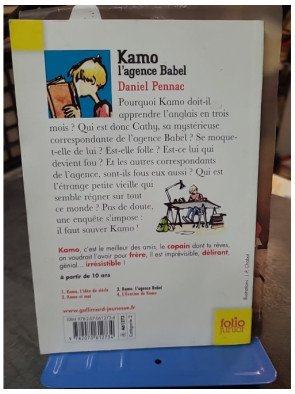 Kamo
l'agence Babel
Daniel Pennac
Pourquoi Kamo doit-il
apprendre l'anglais en trois
mois ? Qui est donc Cathy, sa mystérieuse
correspondante de l'agence Babel ? Se moque-
t-elle de lui ? Est-elle folle ? Est-ce lui qui
devient fou ? Et les autres correspondants
de l'agence, sont-ils fous eux aussi ? Qui est
l'étrange petite vieille qui
semble régner sur tout
ce monde ? Pas de doute,
une enquête s'impose :
il faut sauver Kamo !
Kamo, c'est le meilleur des amis, le copain dont tu rêves,
on voudrait l'avoir pour frère, il est imprévisible, délirant,
génial... irrésistible !
à partir de 10 ans
1. Kamo, l'idée du siècle
2. Kamo et moi
3. Kamo, l'agence Babel
4. L'évasion de Kamo
www.gallimard-jeunesse.fr
folio
junior